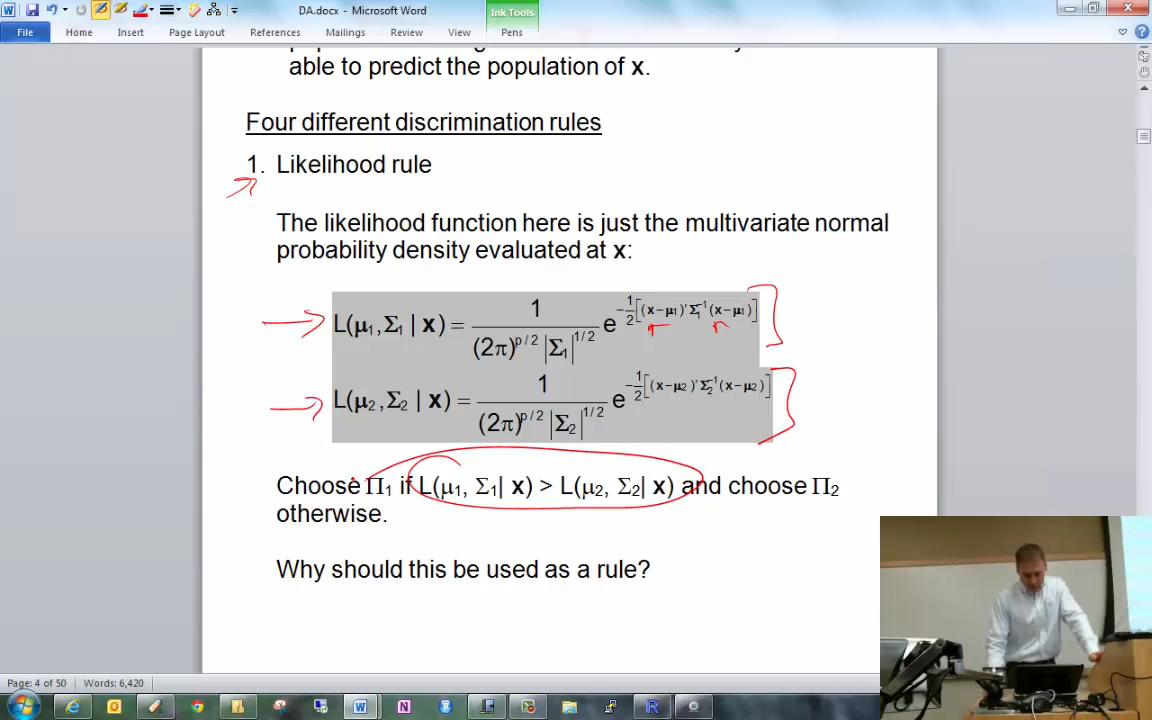 DA.docx - Microsoft Word
Ink Tools
File Home Insert Page Layout References Mailings Review View Pens
able to predict the population of x.
Four different discrimination rules
1. Likelihood rule
The likelihood function here is just the multivariate normal
probability density evaluated at x:
L(μ₁,Σ₁ | x) = 1 / (2π)^p/2 |Σ₁|^1/2 e^-1/2[(x-μ₁)′Σ₁⁻¹(x-μ₁)]
L(μ₂,Σ₂ | x) = 1 / (2π)^p/2 |Σ₂|^1/2 e^-1/2[(x-μ₂)′Σ₂⁻¹(x-μ₂)]
Choose Π₁ if L(μ₁, Σ₁| x) > L(μ₂, Σ₂| x) and choose Π₂
otherwise.
Why should this be used as a rule?
Page: 4 of 50 Words: 6,420